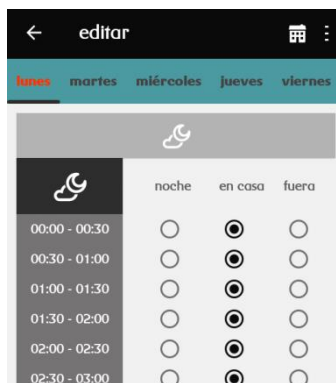 editar
lunes martes miércoles jueves viernes
noche en casa fuera
00:00 - 00:30
00:30 - 01:00
01:00 - 01:30
01:30 - 02:00
02:00 - 02:30
02:30 - 03:00